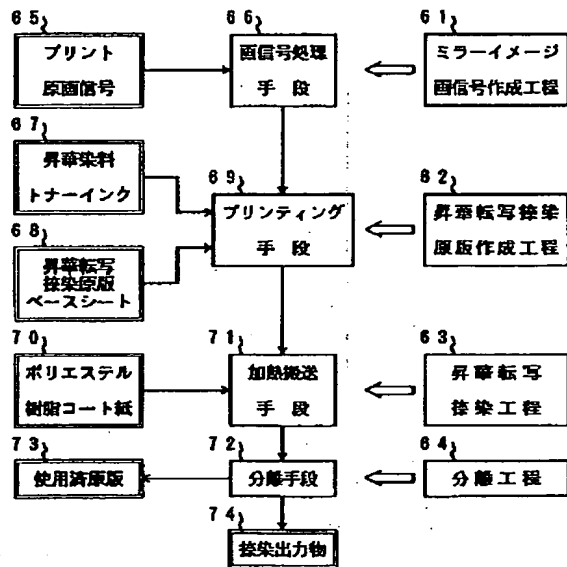 65
プリント
原画信号
66
画信号処理
手段
61
ミラーイメージ
画信号作成工程
67
昇華染料
トナーインク
68
昇華転写
捺染原版
ベースシート
69
プリンティング
手段
62
昇華転写捺染
原版作成工程
70
ポリエステル
樹脂コート紙
71
加熱搬送
手段
63
昇華転写
捺染工程
73
使用済原版
72
分離手段
64
分離工程
74
捺染出力物